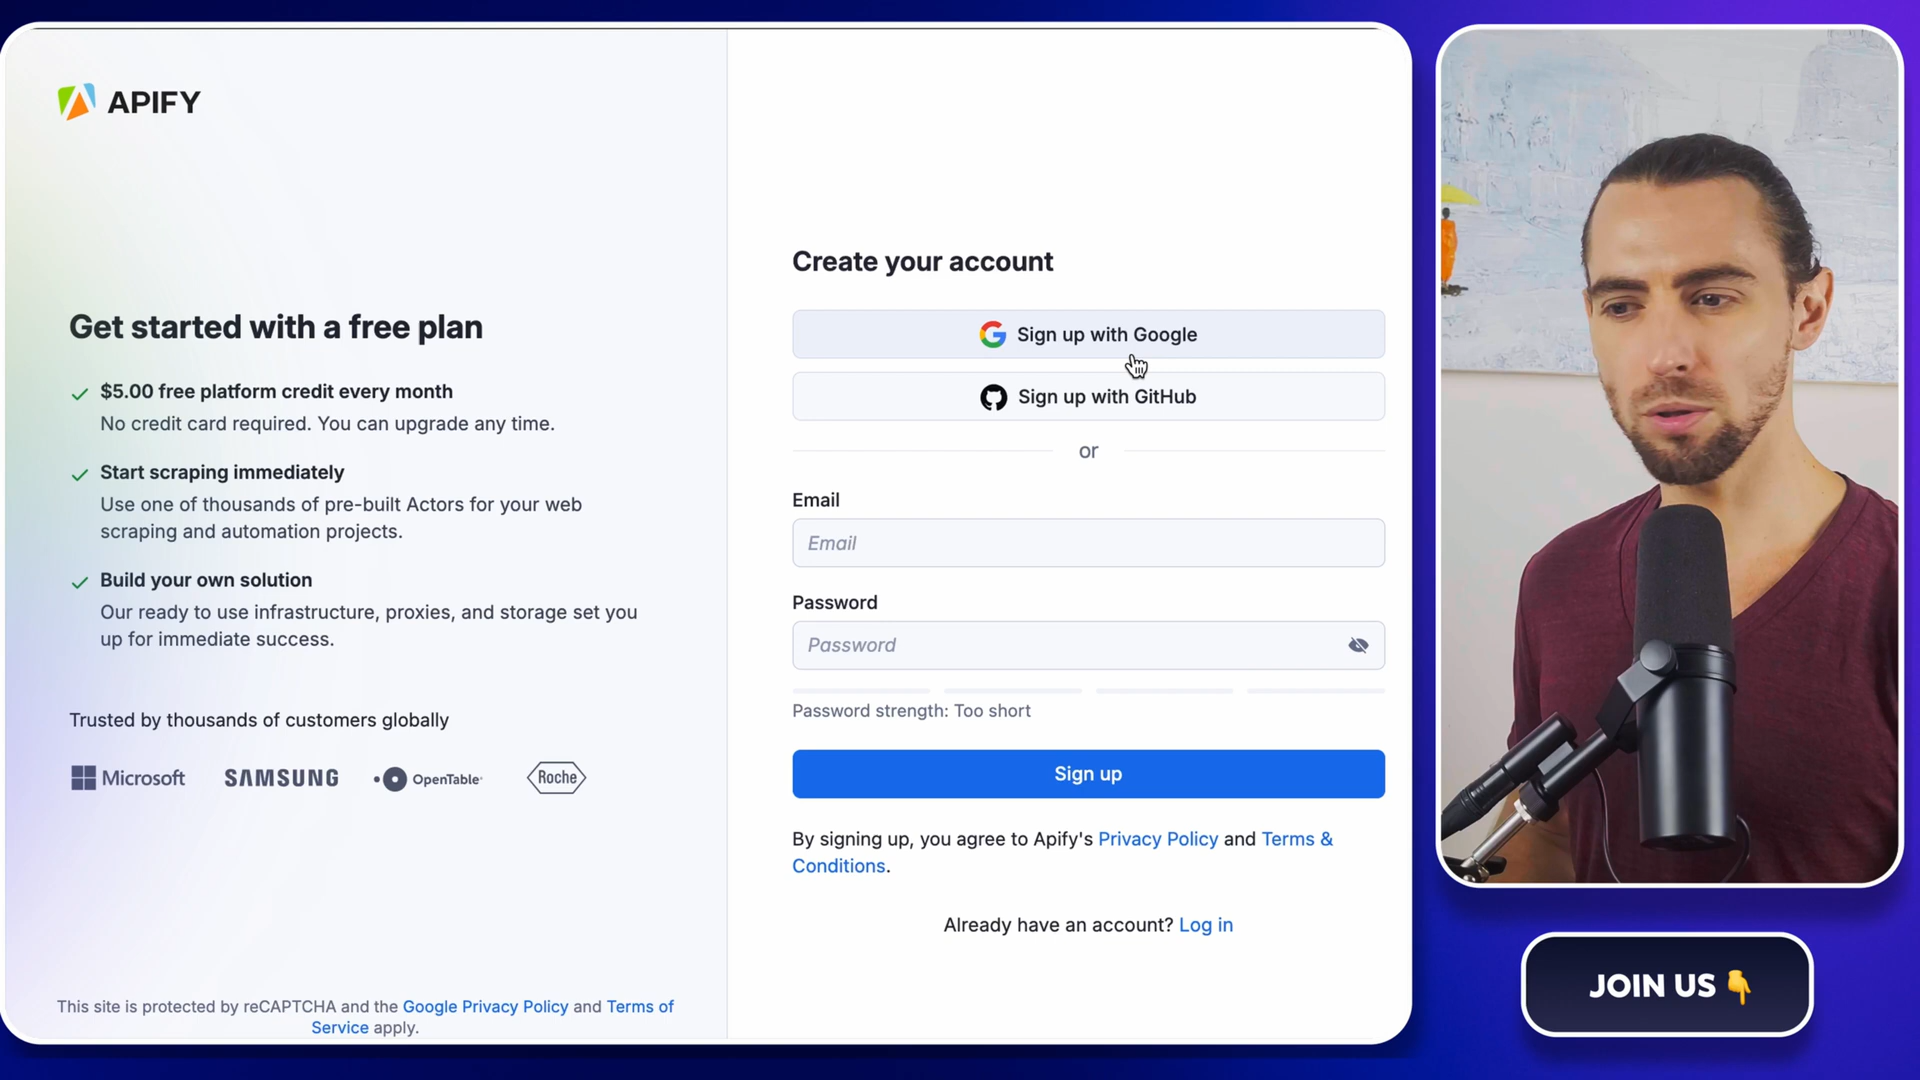 APIFY
Get started with a free plan
$5.00 free platform credit every month
No credit card required. You can upgrade any time.
Start scraping immediately
Use one of thousands of pre-built Actors for your web
scraping and automation projects.
Build your own solution
Our ready to use infrastructure, proxies, and storage set you
up for immediate success.
Trusted by thousands of customers globally
Microsoft SAMSUNG OpenTable Roche
This site is protected by reCAPTCHA and the Google Privacy Policy and Terms of
Service apply.
Create your account
Sign up with Google
Sign up with GitHub
or
Email
Email
Password
Password
Password strength: Too short
Sign up
By signing up, you agree to Apify's Privacy Policy and Terms &
Conditions.
Already have an account? Log in
JOIN US 👇